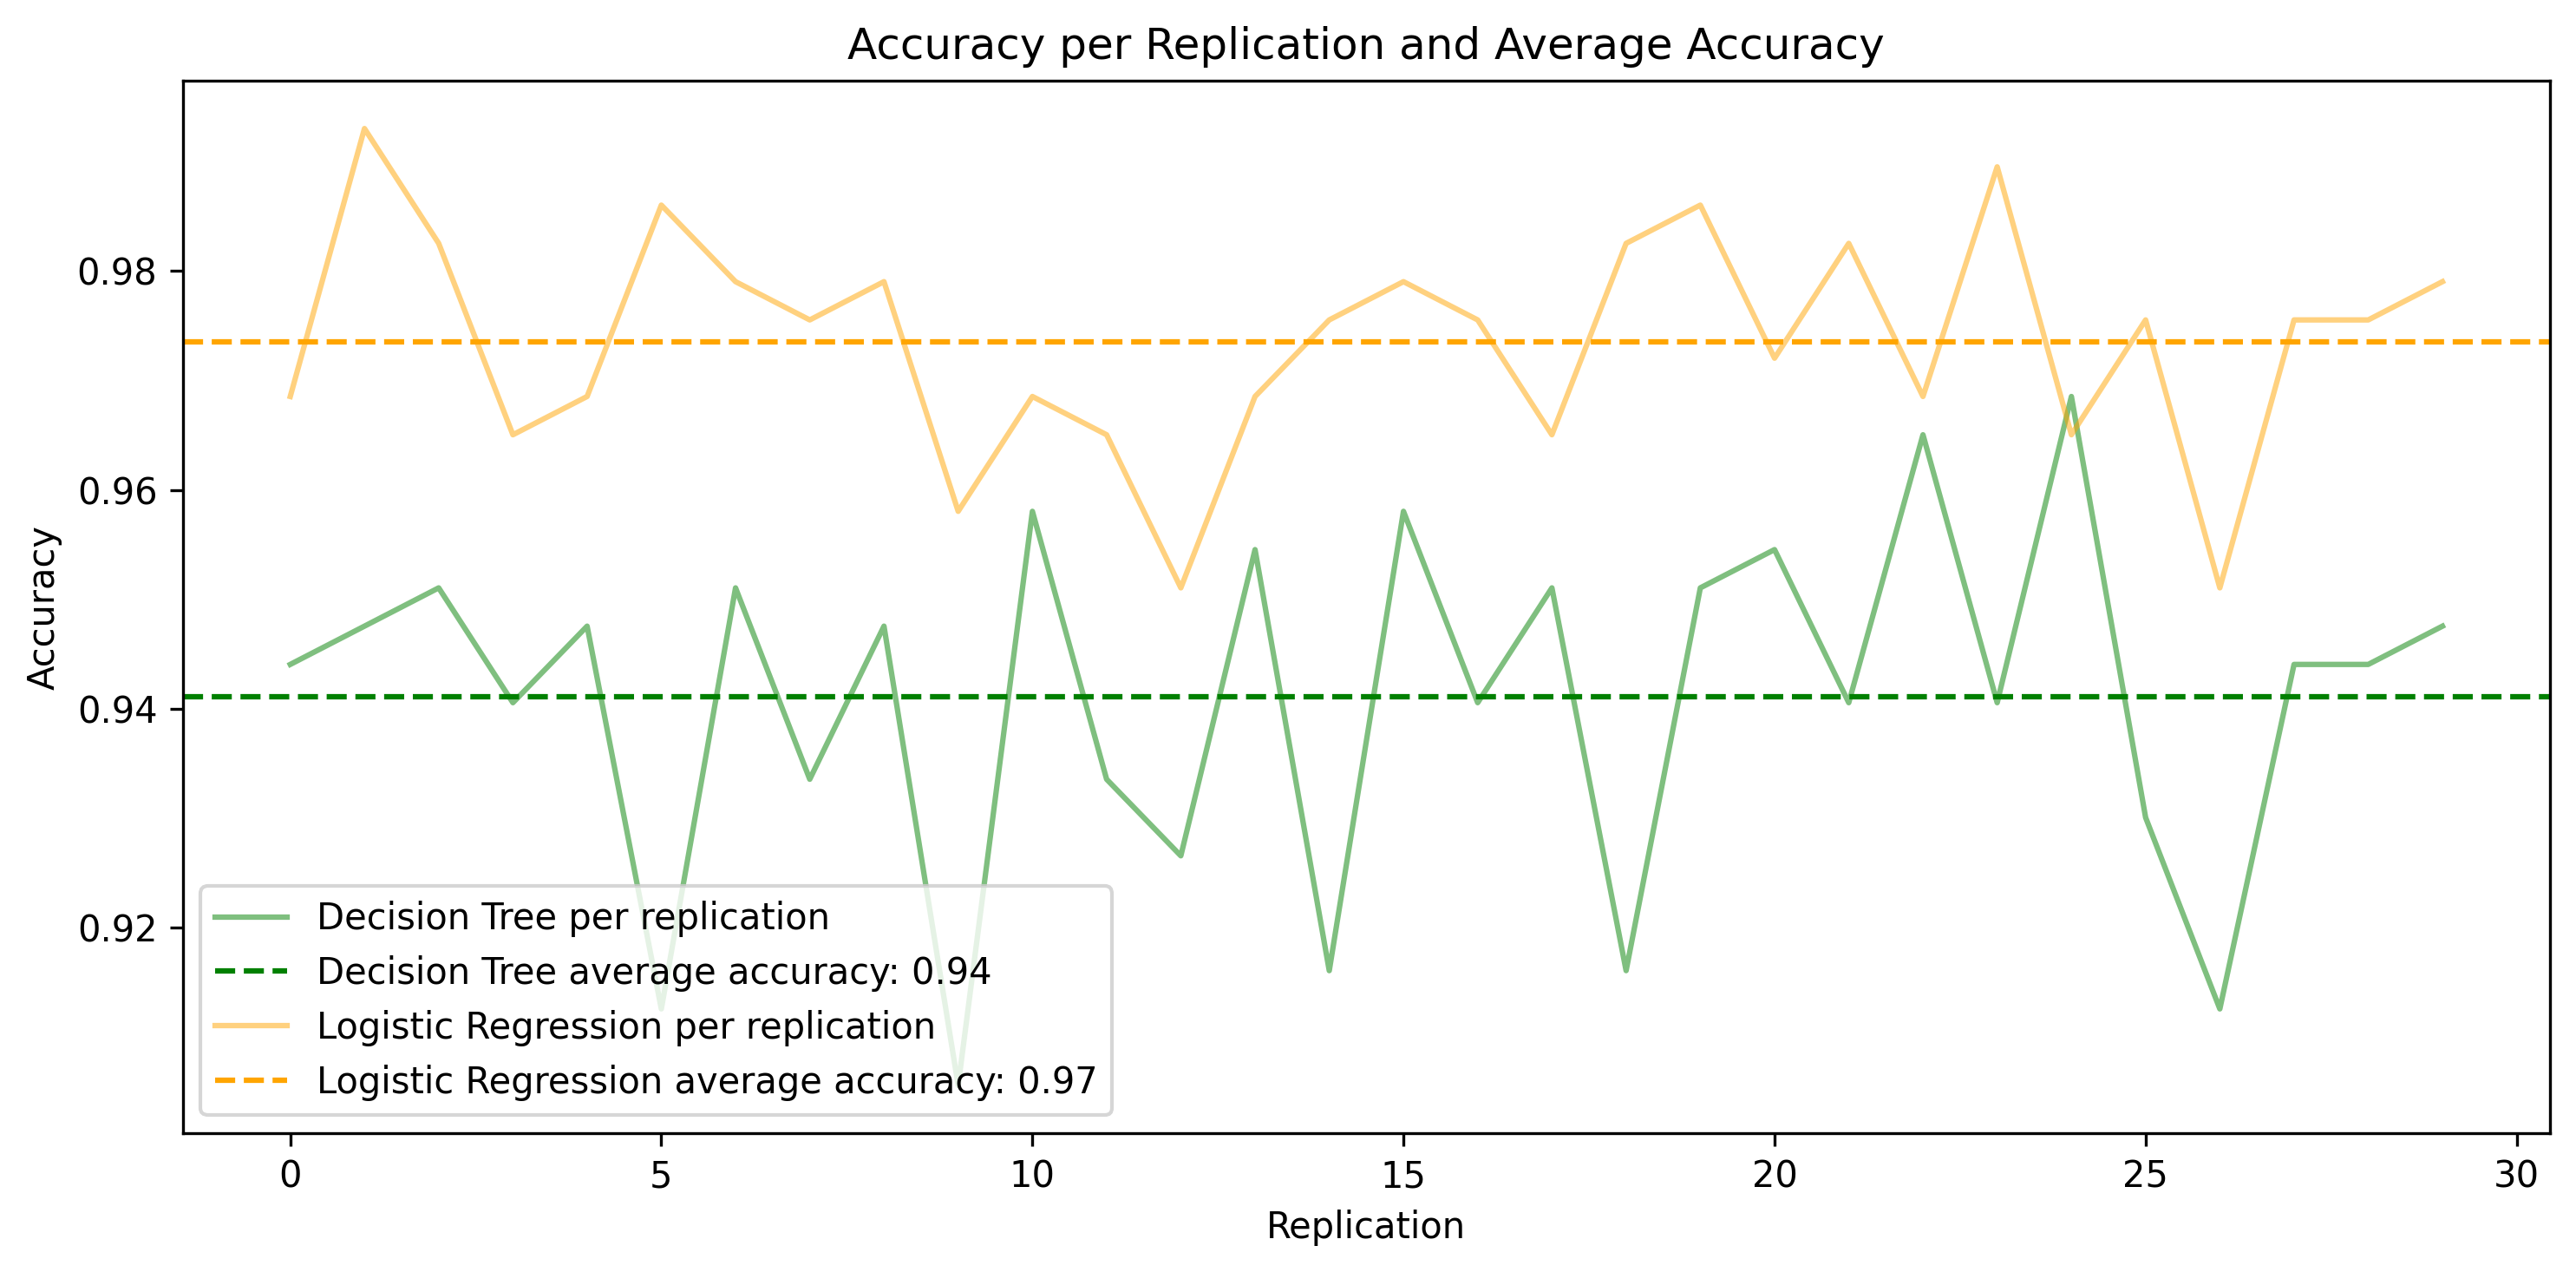 Accuracy per Replication and Average Accuracy
Accuracy
0.98
0.96
0.94
0.92
Decision Tree per replication
Decision Tree average accuracy: 0.94
Logistic Regression per replication
Logistic Regression average accuracy: 0.97
0 5 10 15 20 25 30
Replication